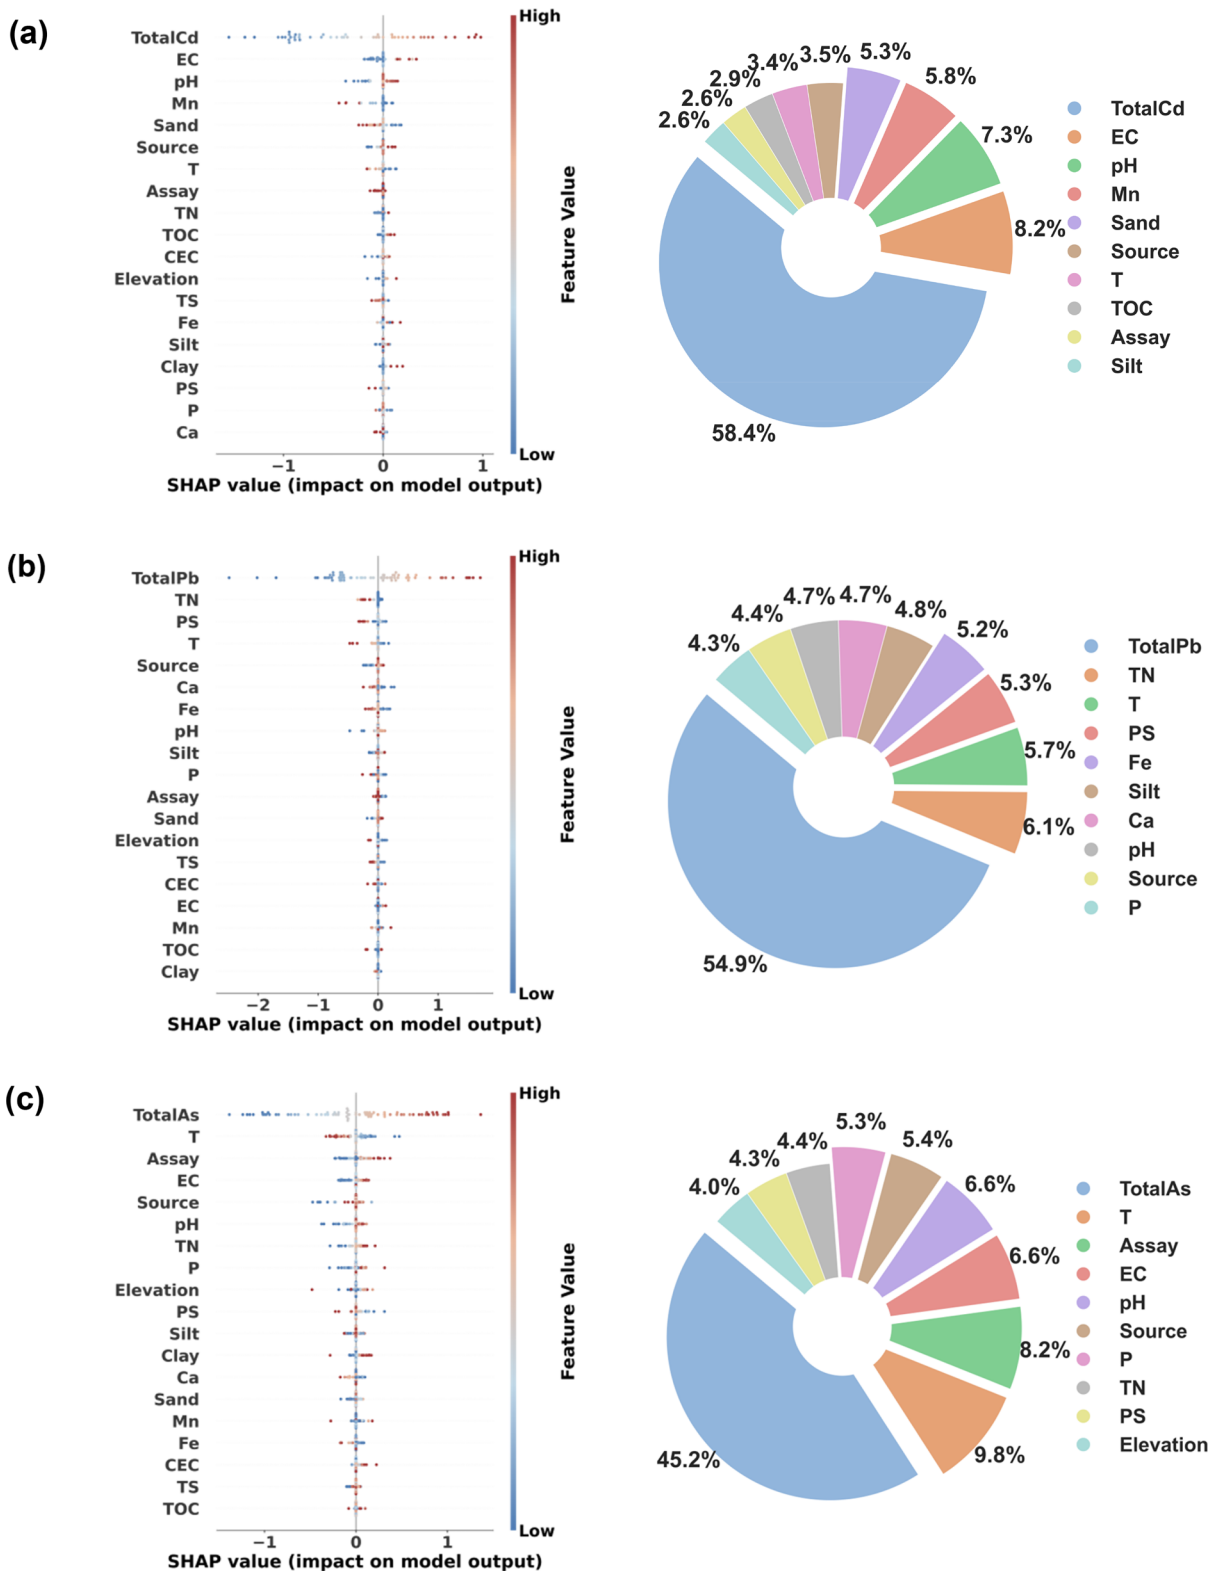 (a)
High
TotalCd
EC
pH
Mn
Sand
Source
T
Assay
TN
TOC
CEC
Elevation
TS
Fe
Silt
Clay
PS
P
Ca
Low
Feature Value
−1 0 1
SHAP value (impact on model output)
2.6%
2.6%
2.9%
3.4%
3.5%
5.3%
5.8%
7.3%
8.2%
58.4%
TotalCd
EC
pH
Mn
Sand
Source
T
TOC
Assay
Silt
(b)
High
TotalPb
TN
PS
T
Source
Ca
Fe
pH
Silt
P
Assay
Sand
Elevation
TS
CEC
EC
Mn
TOC
Clay
Low
Feature Value
−2 −1 0 1
SHAP value (impact on model output)
4.3%
4.4%
4.7%
4.7%
4.8%
5.2%
5.3%
5.7%
6.1%
54.9%
TotalPb
TN
T
PS
Fe
Silt
Ca
pH
Source
P
(c)
High
TotalAs
T
Assay
EC
Source
pH
TN
P
Elevation
PS
Silt
Clay
Ca
Sand
Mn
Fe
CEC
TS
TOC
Low
Feature Value
−1 0 1
SHAP value (impact on model output)
4.0%
4.3%
4.4%
5.3%
5.4%
6.6%
6.6%
8.2%
9.8%
45.2%
TotalAs
T
Assay
EC
pH
Source
P
TN
PS
Elevation